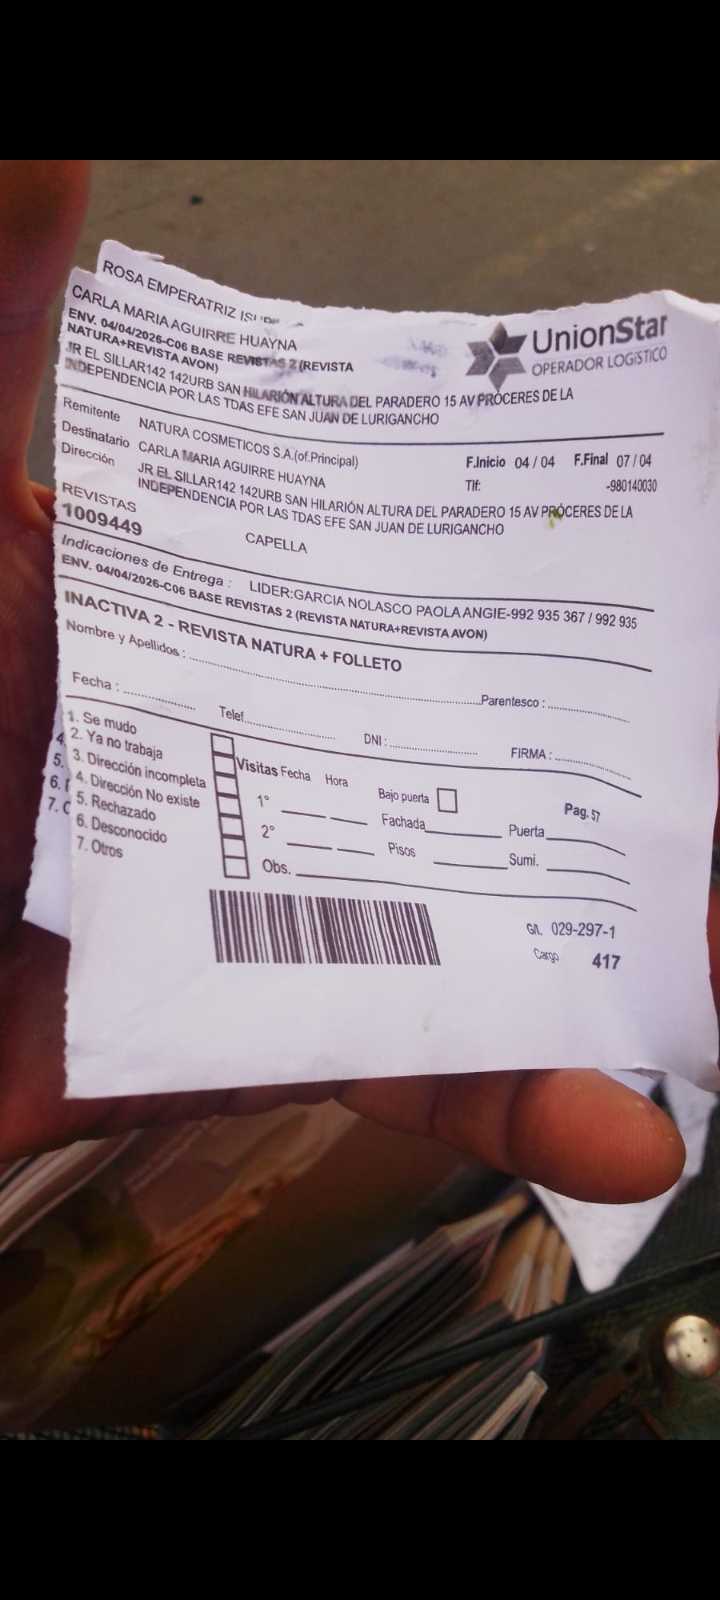 ROSA EMPERATRIZ
CARLA MARIA AGUIRRE HUAYNA
ENV. 04/04/2026-C06 BASE REVISTAS 2 (REVISTA
NATURA+REVISTA AVON)
JR EL SILLAR142 142URB SAN HILARIÓN ALTURA DEL PARADERO 15 AV PRÓCERES DE LA
INDEPENDENCIA POR LAS TDAS EFE SAN JUAN DE LURIGANCHO
UnionStar
OPERADOR LOGíSTICO
Remitente NATURA COSMETICOS S.A.(of.Principal)
Destinatario CARLA MARIA AGUIRRE HUAYNA
F.Inicio 04 / 04 F.Final 07 / 04
Tlf: -980140030
Dirección JR EL SILLAR142 142URB SAN HILARIÓN ALTURA DEL PARADERO 15 AV PRÓCERES DE LA
INDEPENDENCIA POR LAS TDAS EFE SAN JUAN DE LURIGANCHO
REVISTAS
1009449 CAPELLA
Indicaciones de Entrega : LIDER:GARCIA NOLASCO PAOLA ANGIE-992 935 367 / 992 935
ENV. 04/04/2026-C06 BASE REVISTAS 2 (REVISTA NATURA+REVISTA AVON)
INACTIVA 2 - REVISTA NATURA + FOLLETO
Nombre y Apellidos : Parentesco :
Fecha : Telef. DNI : FIRMA :
1. Se mudo
2. Ya no trabaja
3. Dirección incompleta
4. Dirección No existe
5. Rechazado
6. Desconocido
7. Otros
Visitas Fecha Hora Bajo puerta Pag. 57
1° Fachada Puerta
2° Pisos Sumi.
Obs.
G/L 029-297-1
Cargo 417
4.
5.
6.
7.